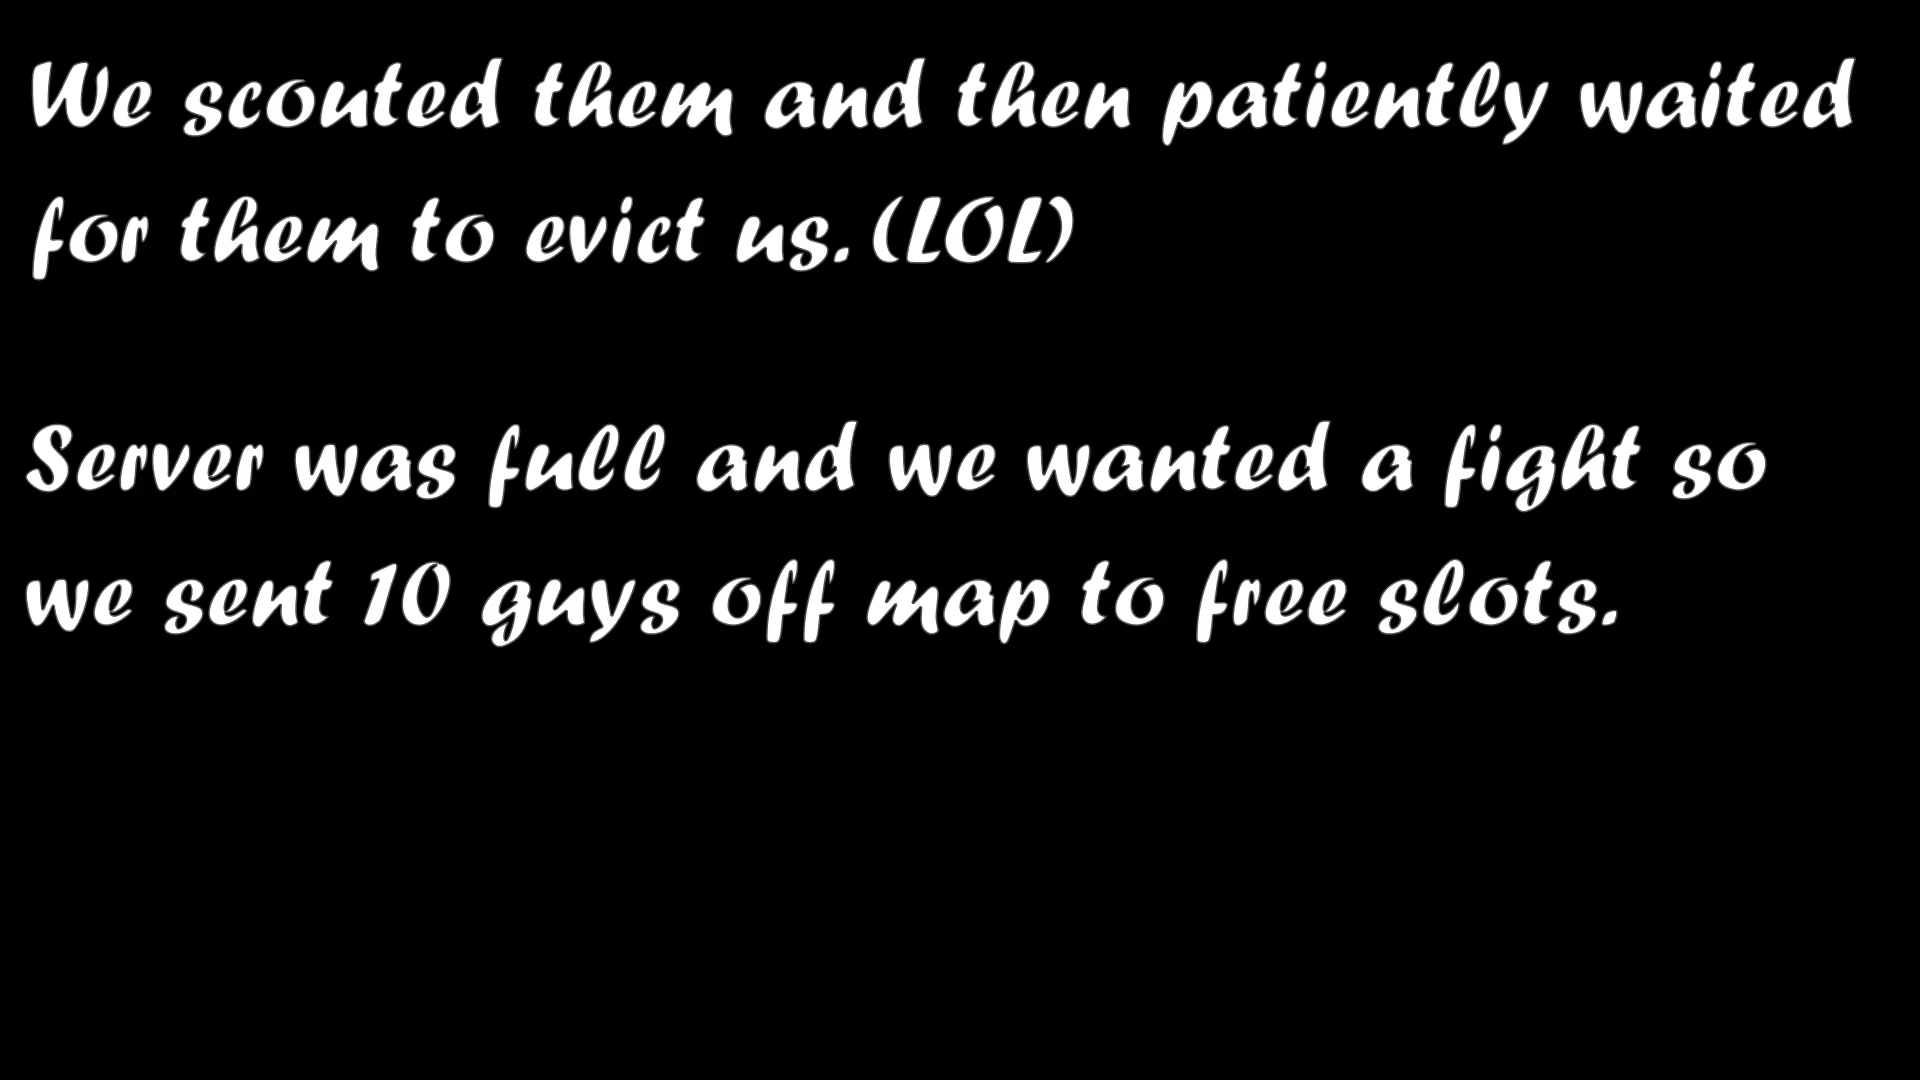 We scouted them and then patiently waited
for them to evict us. (LOL)
Server was full and we wanted a fight so
we sent 10 guys off map to free slots.